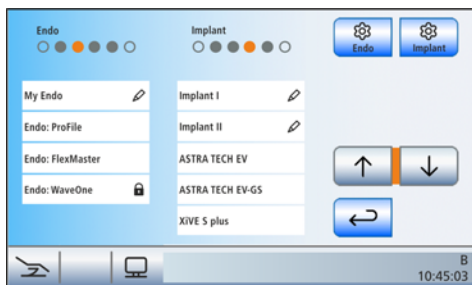 Endo
Implant
Endo
Implant
My Endo
Endo: ProFile
Endo: FlexMaster
Endo: WaveOne
Implant I
Implant II
ASTRA TECH EV
ASTRA TECH EV-GS
XiVE S plus
B
10:45:03